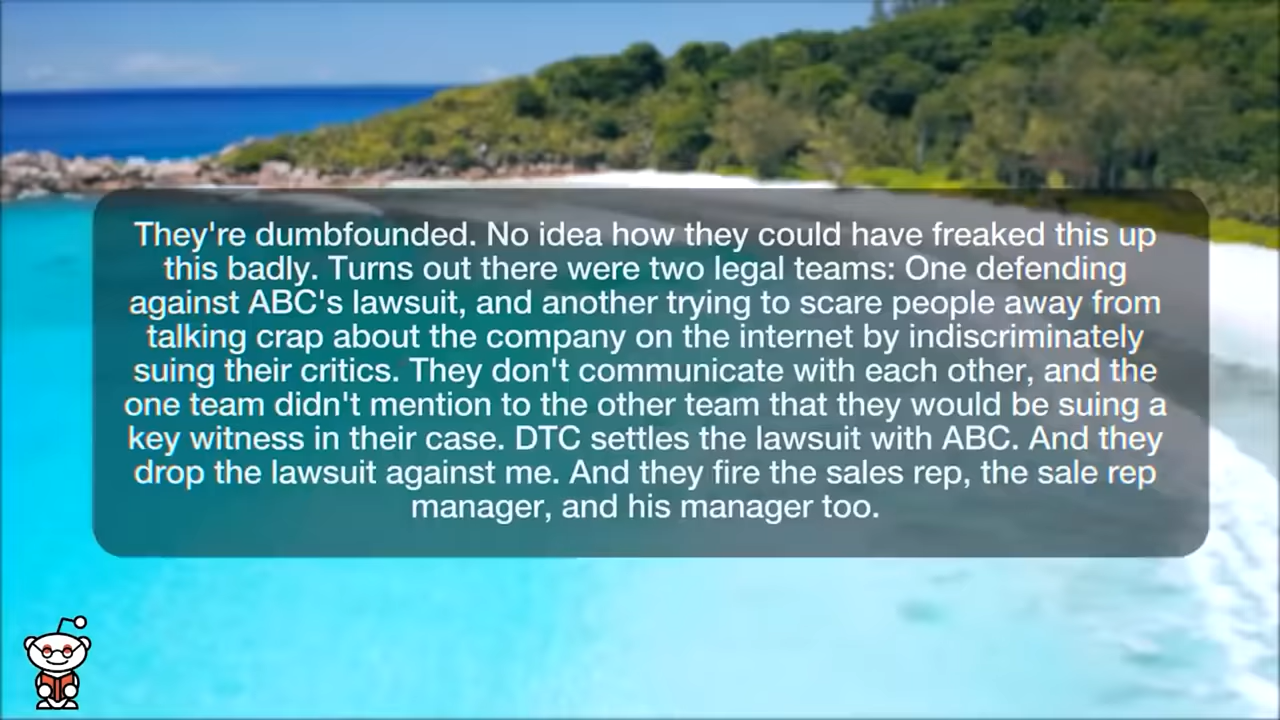 They're dumbfounded. No idea how they could have freaked this up
this badly. Turns out there were two legal teams: One defending
against ABC's lawsuit, and another trying to scare people away from
talking crap about the company on the internet by indiscriminately
suing their critics. They don't communicate with each other, and the
one team didn't mention to the other team that they would be suing a
key witness in their case. DTC settles the lawsuit with ABC. And they
drop the lawsuit against me. And they fire the sales rep, the sale rep
manager, and his manager too.